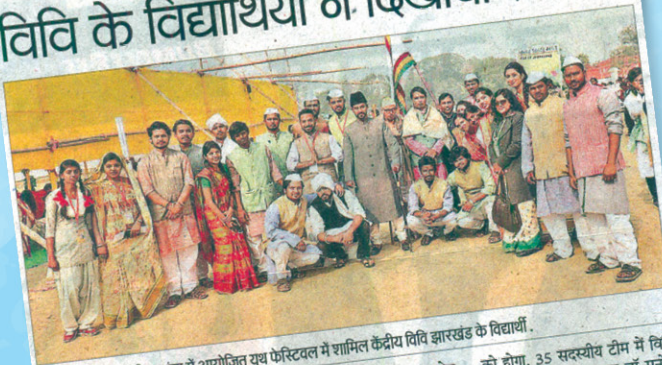 विवि के विद्यार्थियों ने
में आयोजित यूथ फेस्टिवल में शामिल केंद्रीय विवि झारखंड के विद्यार्थी.
को होगा. 35 सदस्यीय टीम में